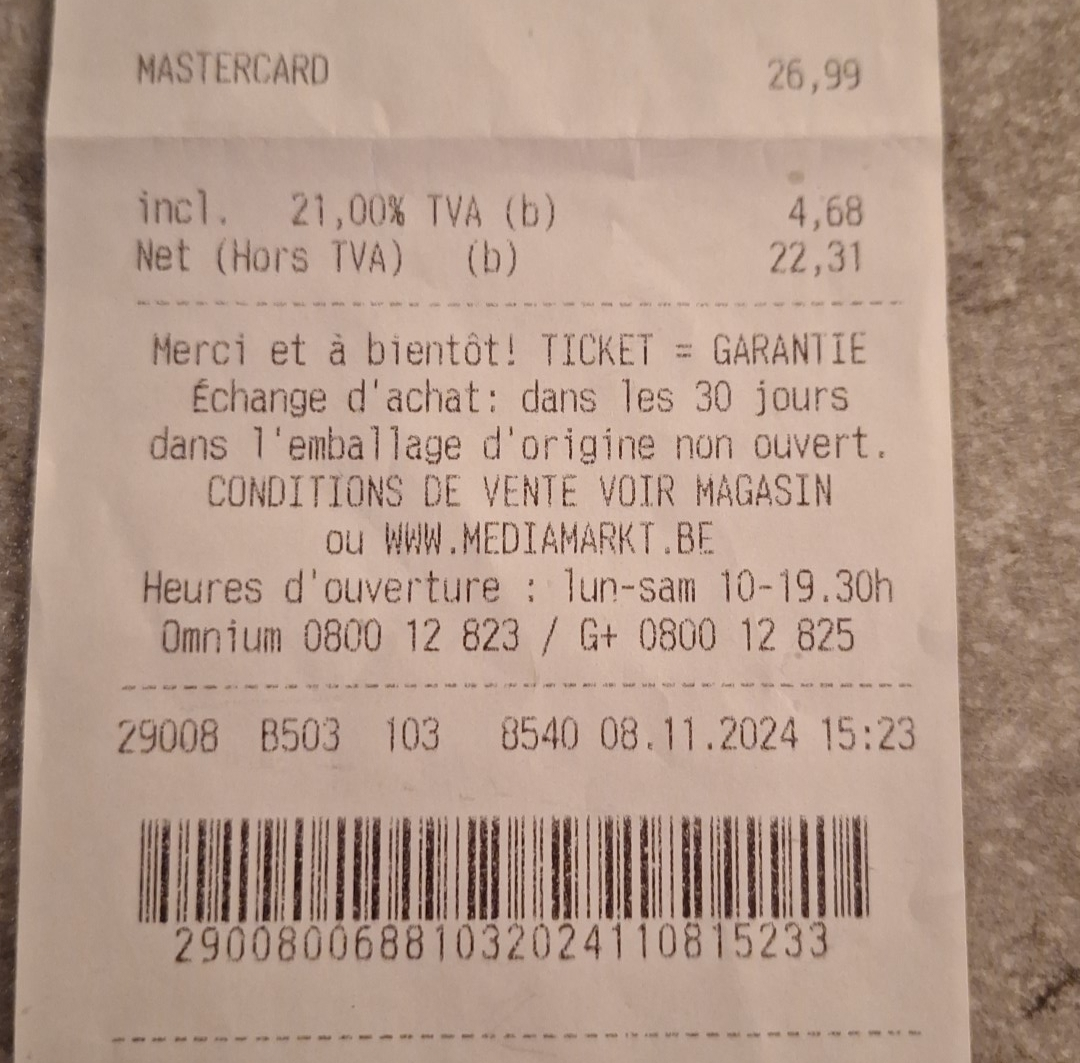 MASTERCARD 26,99
incl. 21,00% TVA (b) 4,68
Net (Hors TVA) (b) 22,31
Merci et à bientôt! TICKET = GARANTIE
Échange d'achat: dans les 30 jours
dans l'emballage d'origine non ouvert.
CONDITIONS DE VENTE VOIR MAGASIN
ou WWW.MEDIAMARKT.BE
Heures d'ouverture : lun-sam 10-19.30h
Omnium 0800 12 823 / G+ 0800 12 825
29008 B503 103 8540 08.11.2024 15:23
29008006881032024110815233